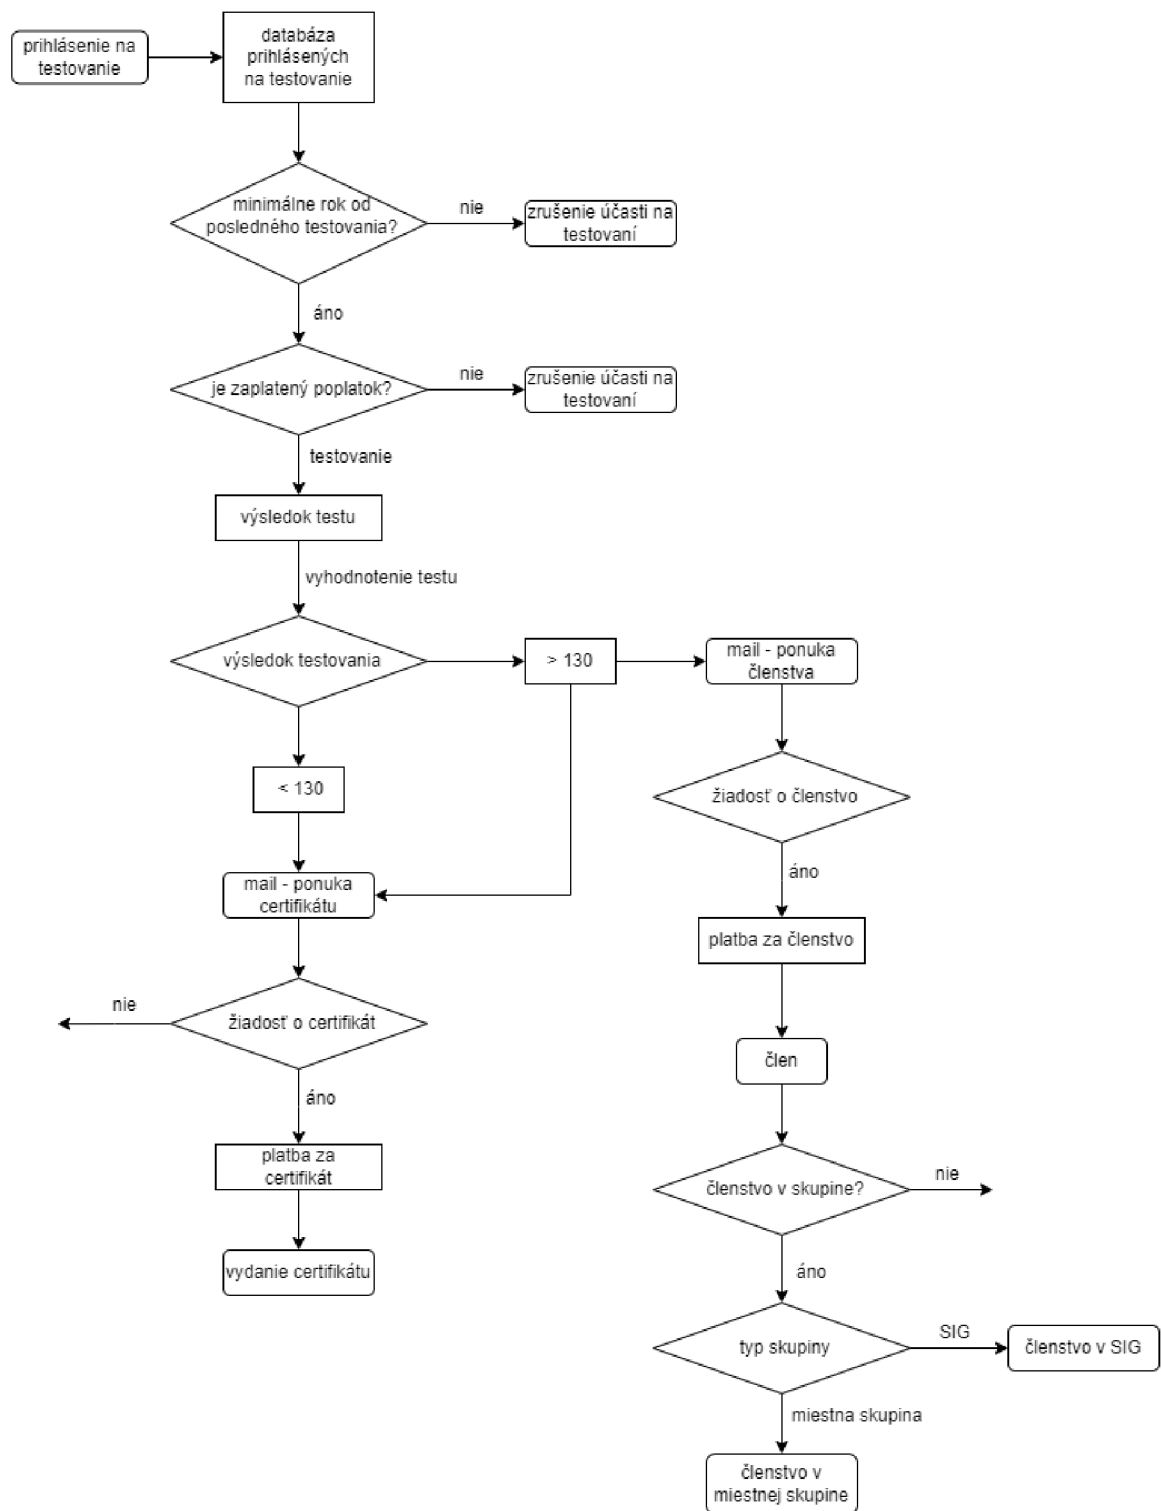 prihlásenie na
testovanie
databáza
prihlásených
na testovanie
minimálne rok od
posledného testovania?
nie
zrušenie účasti na
testovaní
áno
je zaplatený poplatok?
nie
zrušenie účasti na
testovaní
testovanie
výsledok testu
vyhodnotenie testu
výsledok testovania
> 130
mail - ponuka
členstva
< 130
žiadosť o členstvo
áno
mail - ponuka
certifikátu
platba za členstvo
nie
žiadosť o certifikát
člen
áno
platba za
certifikát
členstvo v skupine?
nie
vydanie certifikátu
áno
typ skupiny
SIG
členstvo v SIG
miestna skupina
členstvo v
miestnej skupine